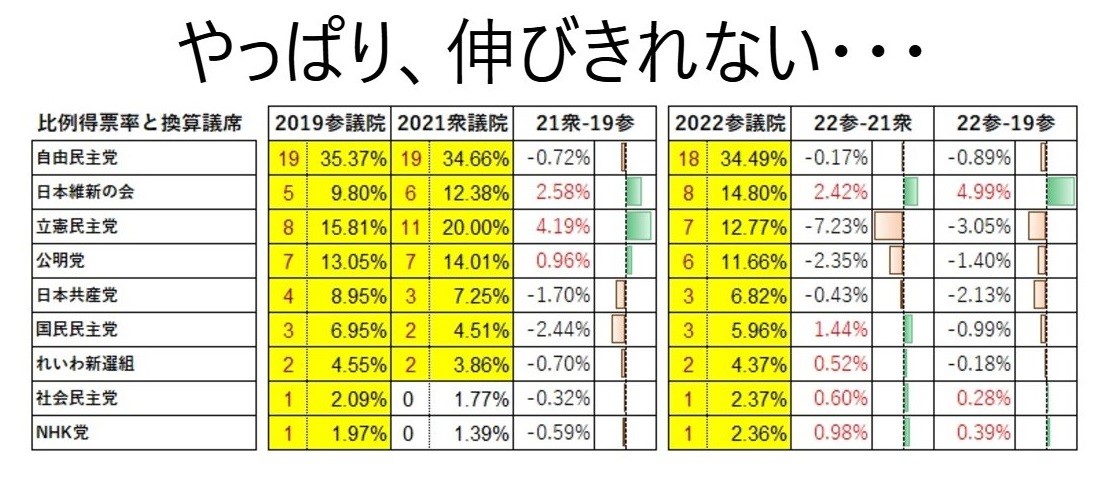 やっぱり、伸びきれない・・・
比例得票率と換算議席 2019参議院 2021衆議院 21衆-19参 2022参議院 22参-21衆 22参-19参
自由民主党 19 35.37% 19 34.66% -0.72% 18 34.49% -0.17% -0.89%
日本維新の会 5 9.80% 6 12.38% 2.58% 8 14.80% 2.42% 4.99%
立憲民主党 8 15.81% 11 20.00% 4.19% 7 12.77% -7.23% -3.05%
公明党 7 13.05% 7 14.01% 0.96% 6 11.66% -2.35% -1.40%
日本共産党 4 8.95% 3 7.25% -1.70% 3 6.82% -0.43% -2.13%
国民民主党 3 6.95% 2 4.51% -2.44% 3 5.96% 1.44% -0.99%
れいわ新選組 2 4.55% 2 3.86% -0.70% 2 4.37% 0.52% -0.18%
社会民主党 1 2.09% 0 1.77% -0.32% 1 2.37% 0.60% 0.28%
NHK党 1 1.97% 0 1.39% -0.59% 1 2.36% 0.98% 0.39%